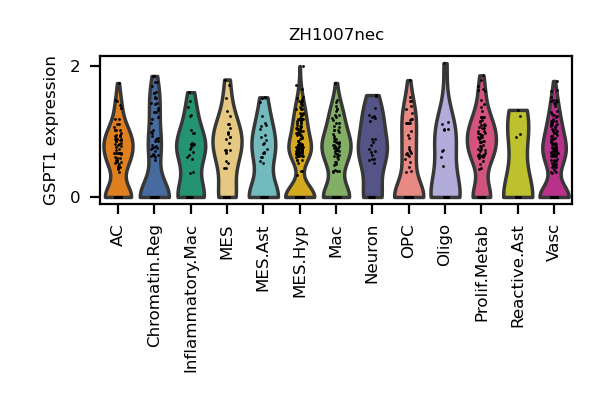 ZH1007nec
GSPT1 expression
2
0
AC
Chromatin.Reg
Inflammatory.Mac
MES
MES.Ast
MES.Hyp
Mac
Neuron
OPC
Oligo
Prolif.Metab
Reactive.Ast
Vasc